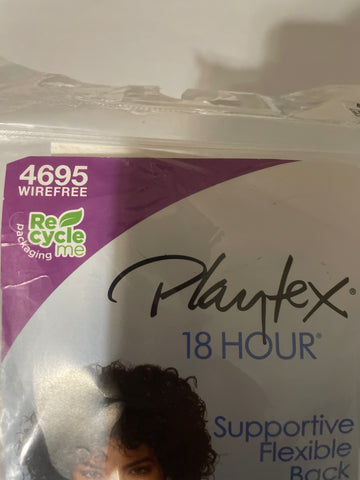 4695
WIREFREE
Re
cycle
me
packaging
Playtex®
18 HOUR®
Supportive
Flexible
Back